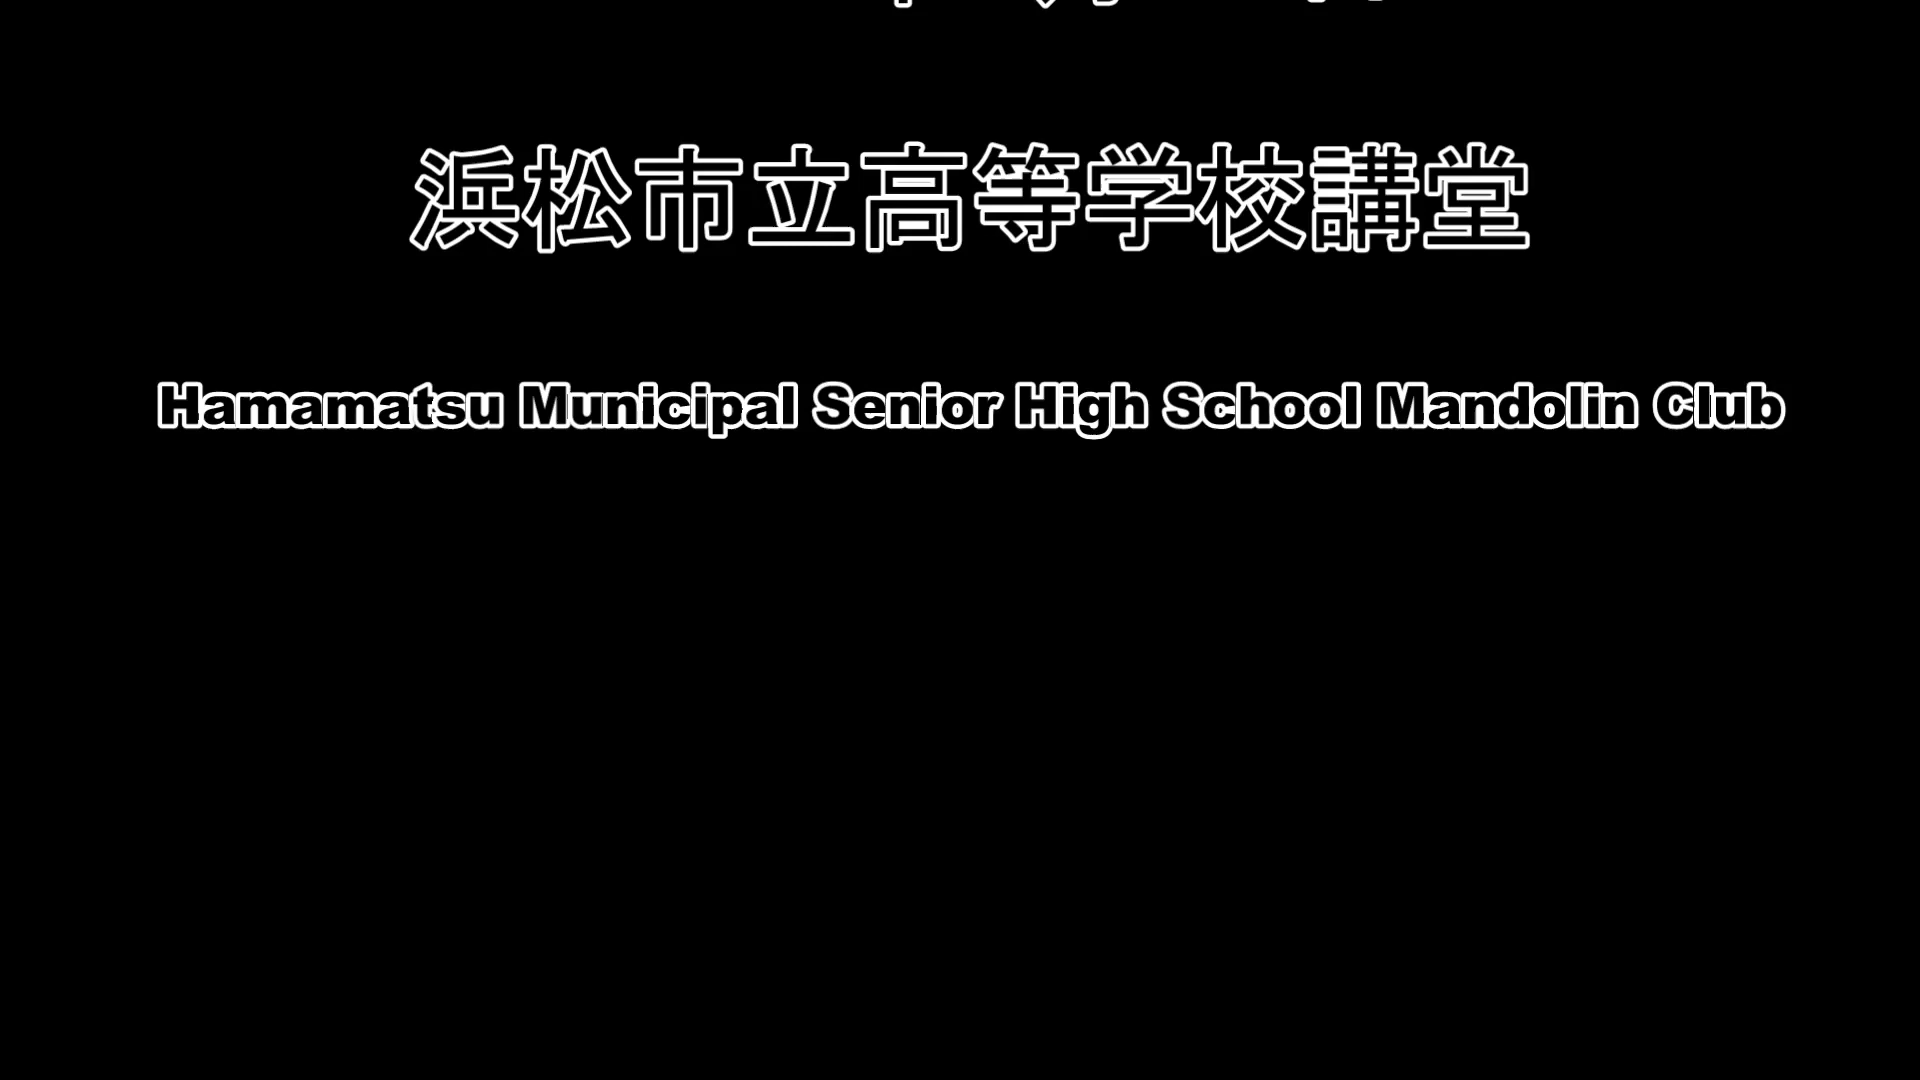 浜松市立高等学校講堂
Hamamatsu Municipal Senior High School Mandolin Club